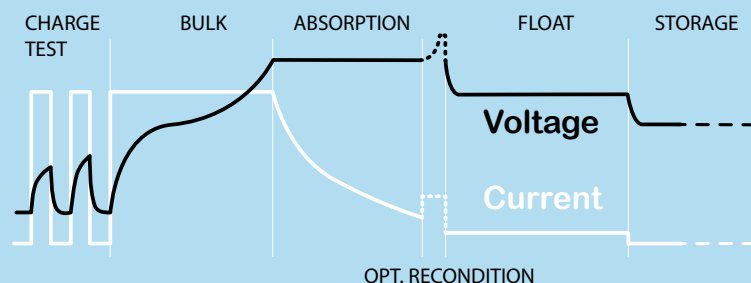 CHARGE
TEST
BULK
ABSORPTION
FLOAT
STORAGE
Voltage
Current
OPT. RECONDITION